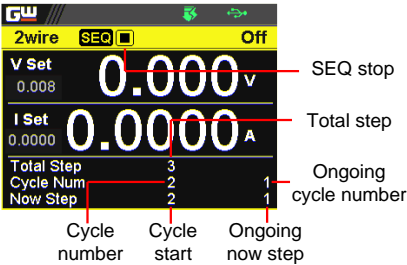 GW
2wire SEQ Off
V Set
0.008
0.000 V
I Set
0.0000
0.0000 A
Total Step 3
Cycle Num 2 1
Now Step 2 1
SEQ stop
Total step
Ongoing
cycle number
Cycle
number
Cycle
start
Ongoing
now step